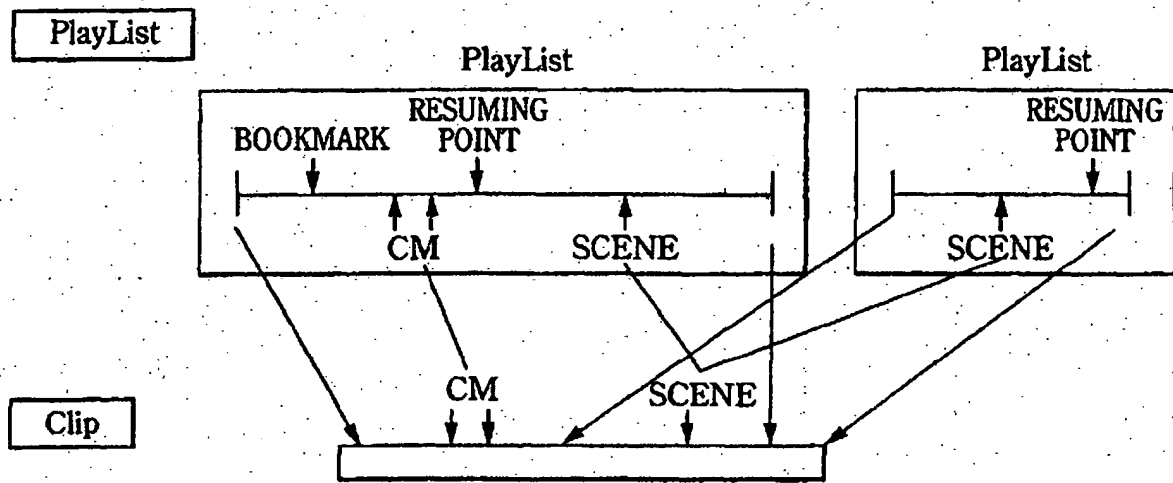 PlayList
PlayList
PlayList
BOOKMARK
RESUMING
POINT
RESUMING
POINT
CM
SCENE
SCENE
CM
SCENE
Clip